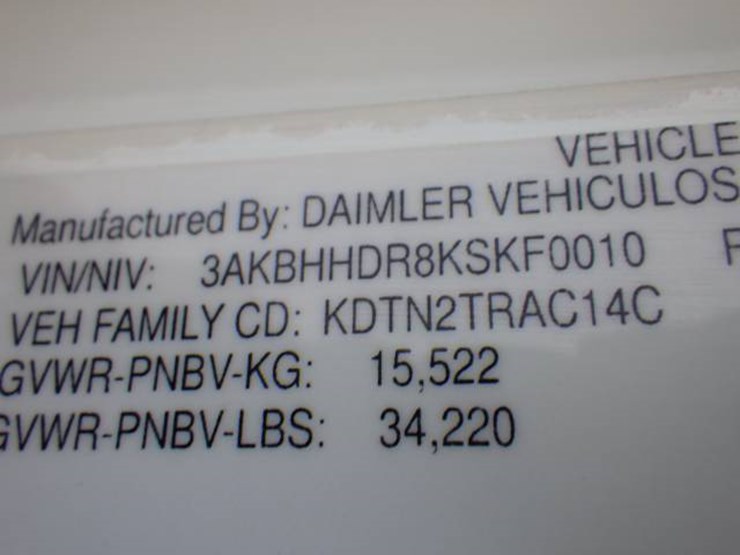 VEHICLE
Manufactured By: DAIMLER VEHICULOS
VIN/NIV: 3AKBHHDR8KSKF0010 F
VEH FAMILY CD: KDTN2TRAC14C
GVWR-PNBV-KG: 15,522
GVWR-PNBV-LBS: 34,220